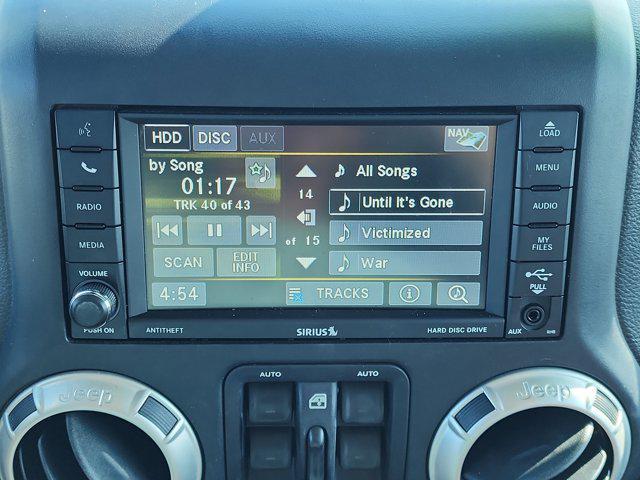 HDD DISC AUX NAV
by Song
01:17
TRK 40 of 43
14
of 15
All Songs
Until It's Gone
Victimized
War
SCAN EDIT INFO
4:54 TRACKS
RADIO
MEDIA
VOLUME
PUSH ON
LOAD
MENU
AUDIO
MY FILES
PULL
AUX RHB
ANTITHEFT SIRIUS HARD DISC DRIVE
AUTO AUTO
Jeep Jeep